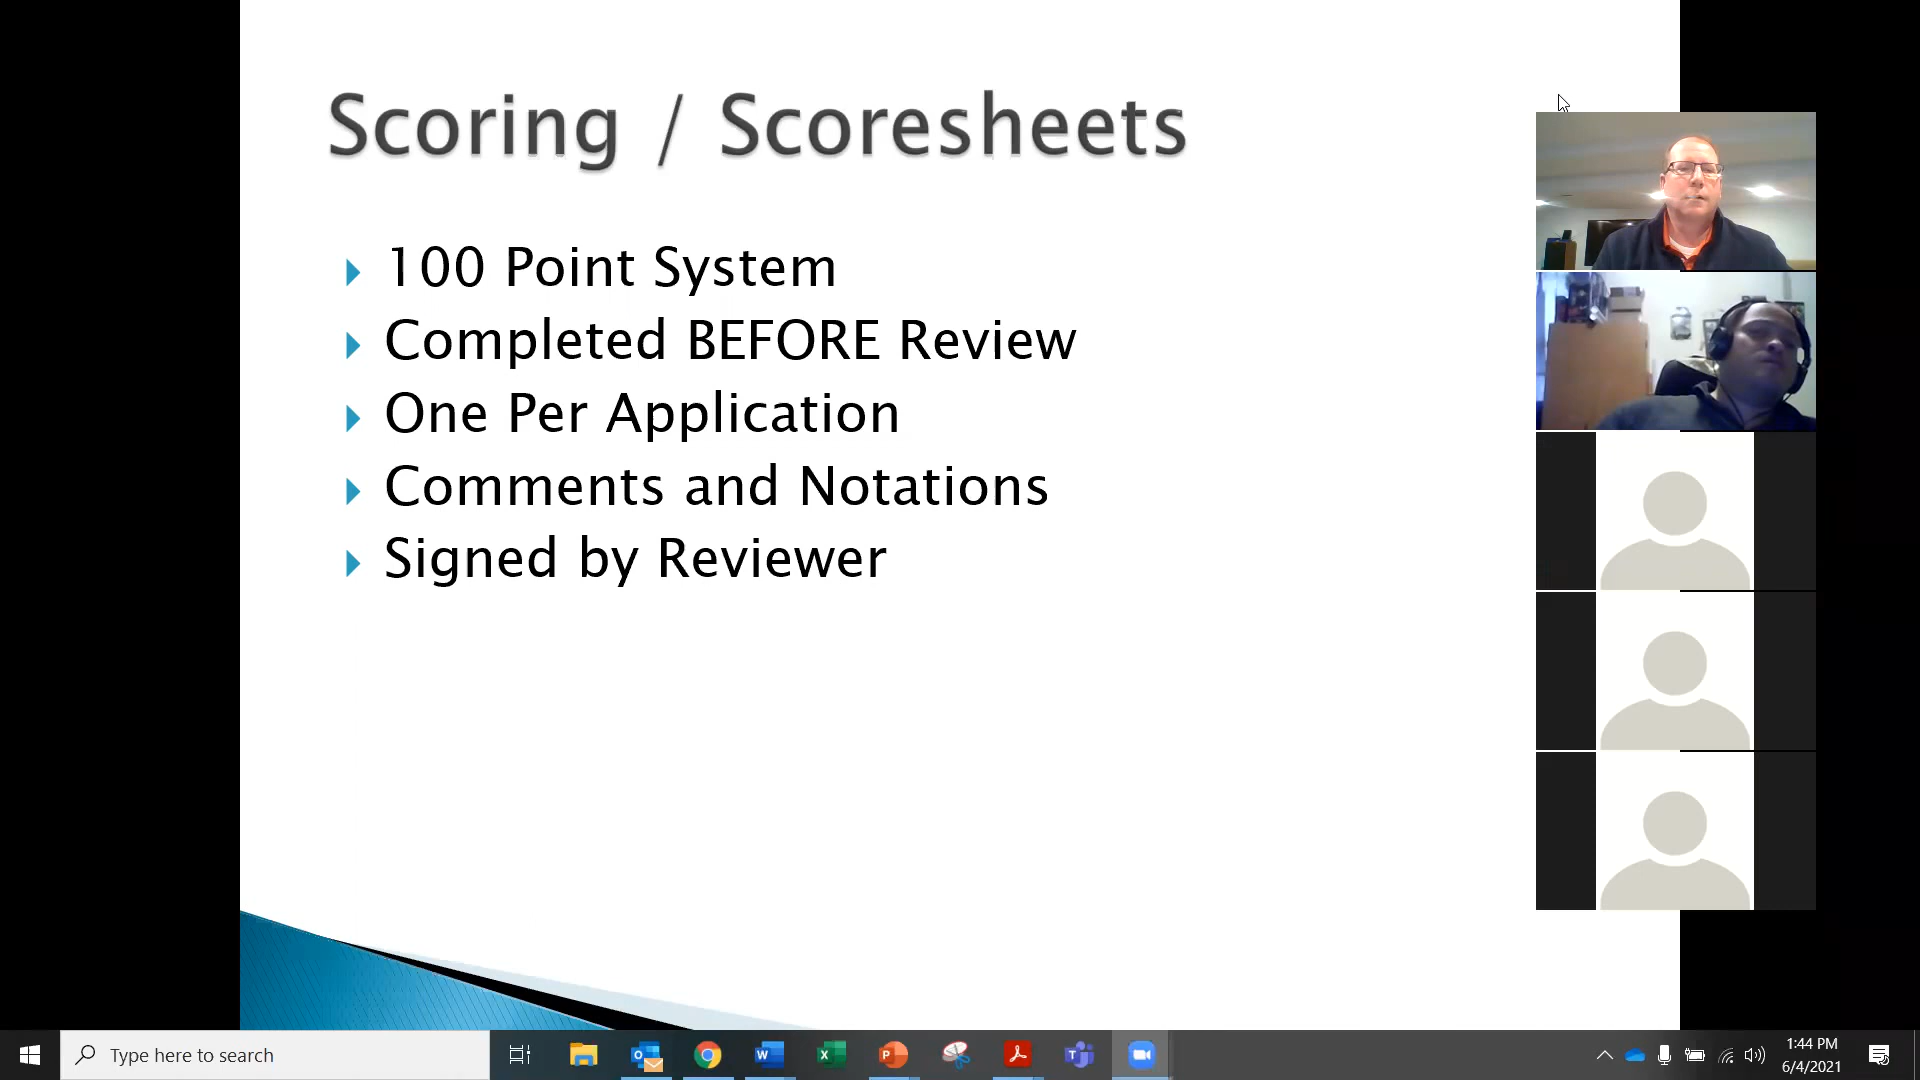 Scoring / Scoresheets
100 Point System
Completed BEFORE Review
One Per Application
Comments and Notations
Signed by Reviewer
Type here to search
1:44 PM
6/4/2021